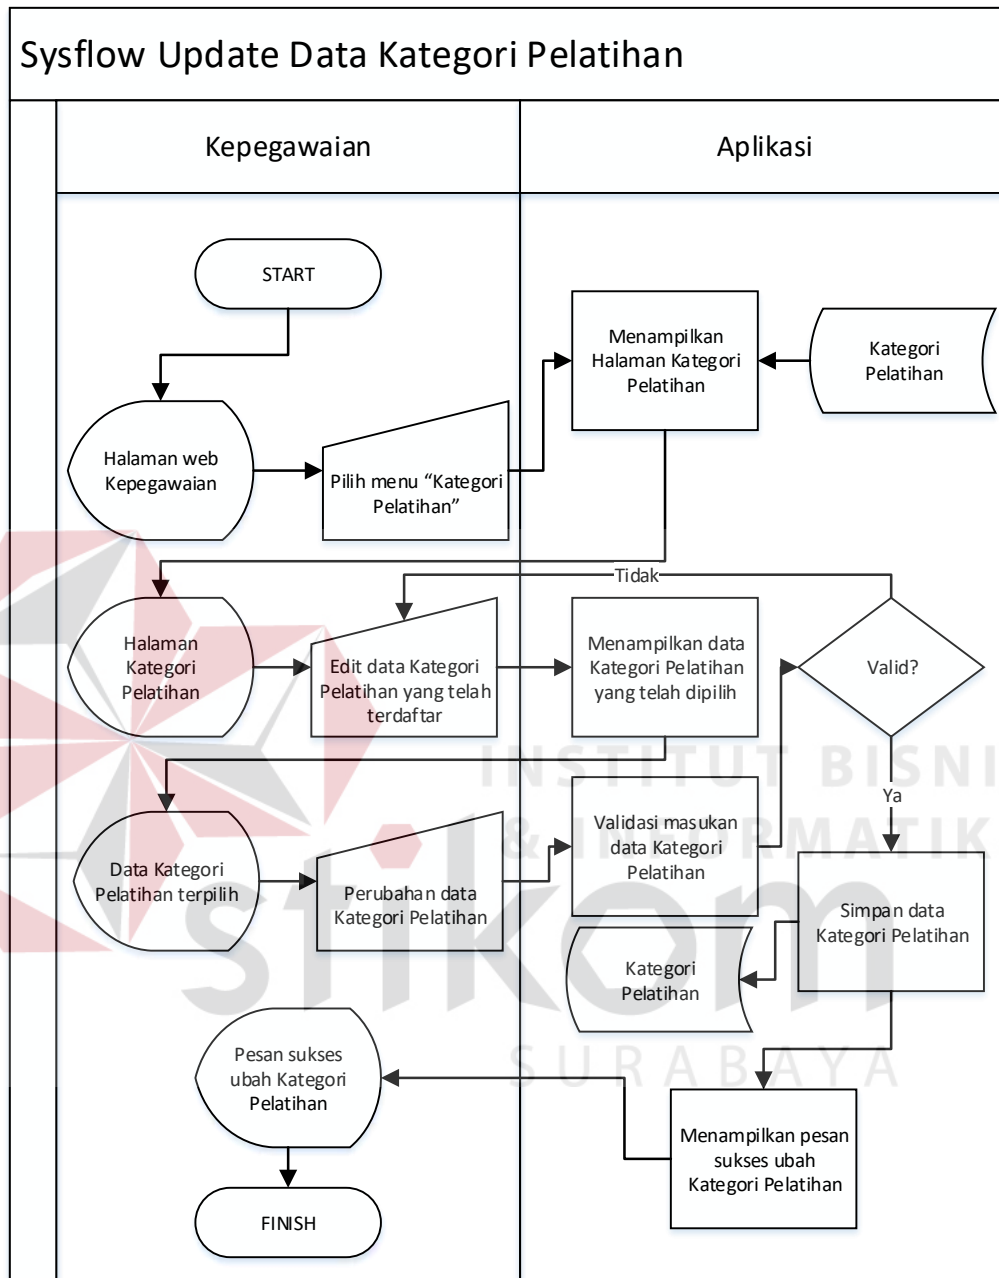 Sysflow Update Data Kategori Pelatihan
Kepegawaian
Aplikasi
START
Menampilkan
Halaman Kategori
Pelatihan
Kategori
Pelatihan
Halaman web
Kepegawaian
Pilih menu “Kategori
Pelatihan”
Tidak
Halaman
Kategori
Pelatihan
Edit data Kategori
Pelatihan yang telah
terdaftar
Menampilkan data
Kategori Pelatihan
yang telah dipilih
Valid?
INSTITUT BISNI
Ya
& INFORMATIK
Data Kategori
Pelatihan terpilih
Perubahan data
Kategori Pelatihan
Validasi masukan
data Kategori
Pelatihan
Simpan data
Kategori Pelatihan
stikom
Kategori
Pelatihan
SURABAYA
Pesan sukses
ubah Kategori
Pelatihan
Menampilkan pesan
sukses ubah
Kategori Pelatihan
FINISH